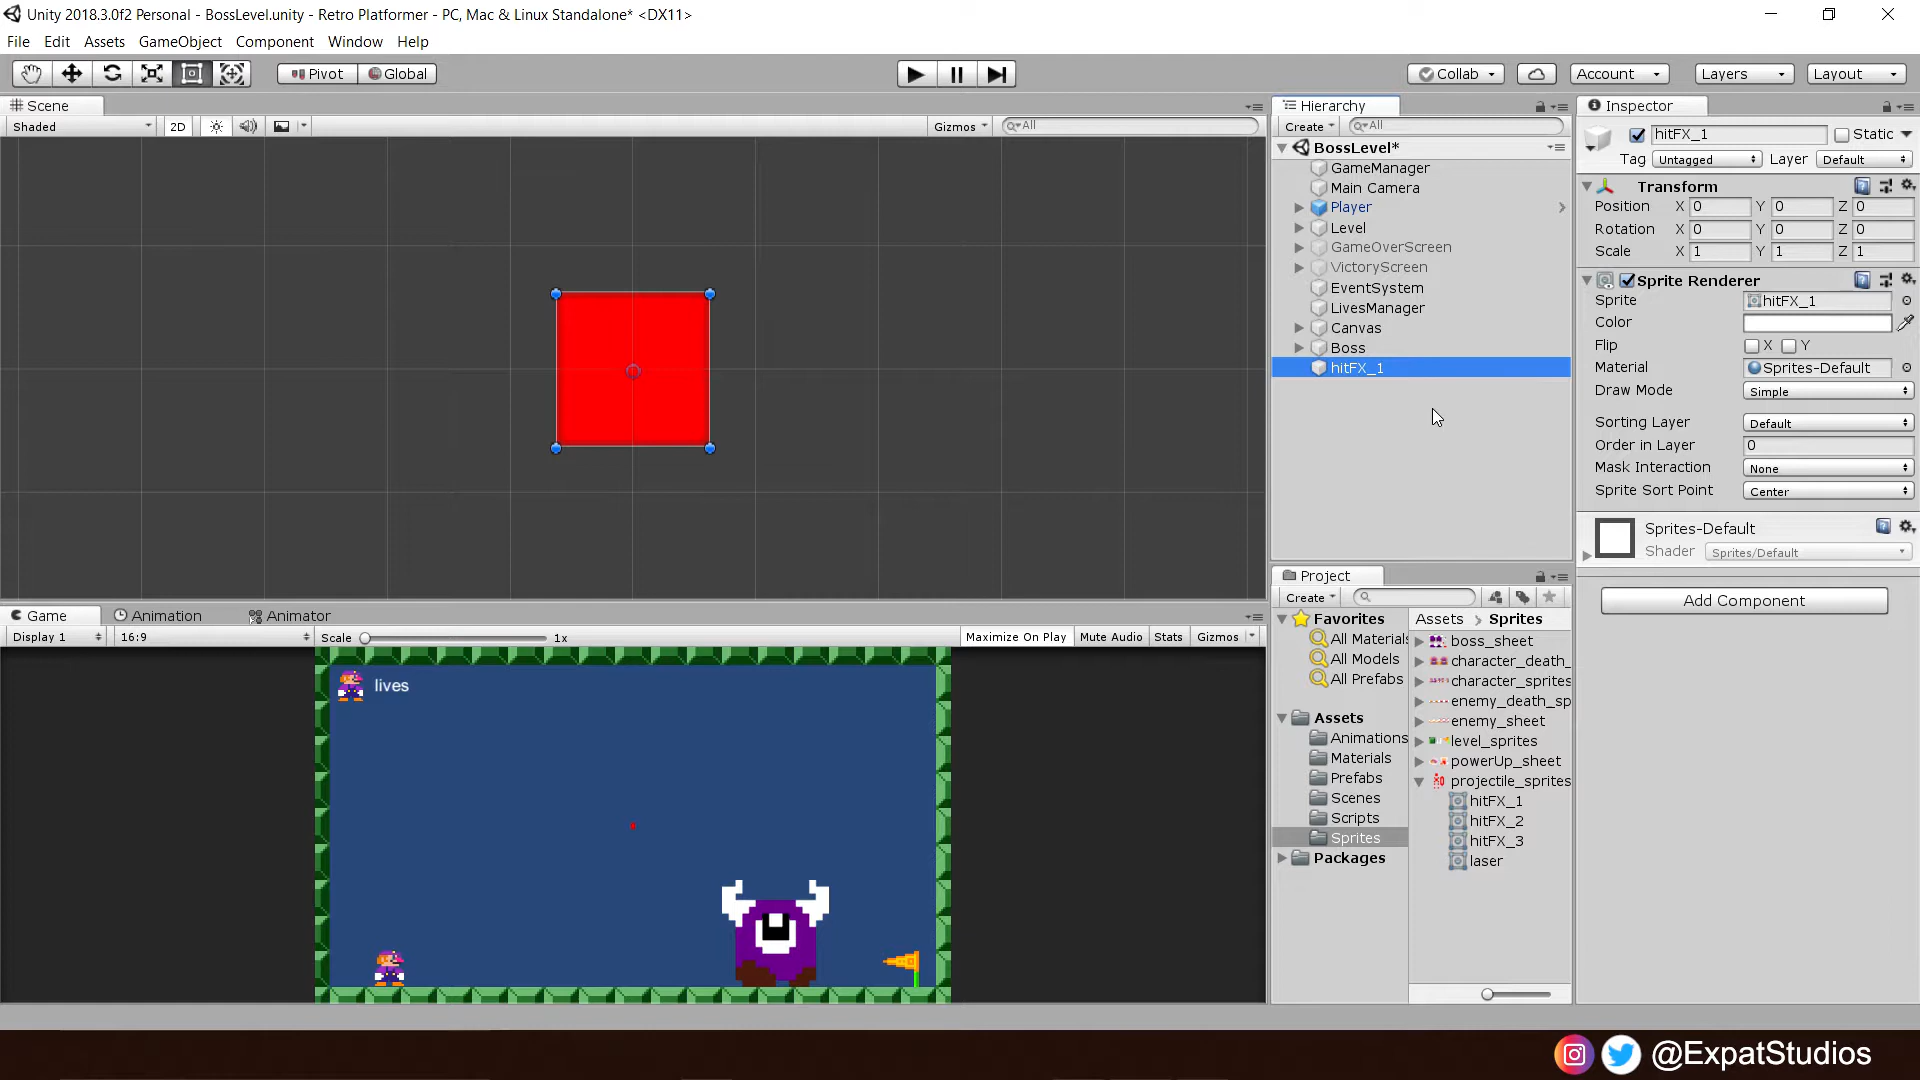 Unity 2018.3.0f2 Personal - BossLevel.unity - Retro Platformer - PC, Mac & Linux Standalone* <DX11>
File Edit Assets GameObject Component Window Help
Pivot Global Collab Account Layers Layout
Scene
Shaded 2D Gizmos All
Hierarchy
Create All
BossLevel*
GameManager
Main Camera
Player
Level
GameOverScreen
VictoryScreen
EventSystem
LivesManager
Canvas
Boss
hitFX_1
Inspector
hitFX_1 Static
Tag Untagged Layer Default
Transform
Position X 0 Y 0 Z 0
Rotation X 0 Y 0 Z 0
Scale X 1 Y 1 Z 1
Sprite Renderer
Sprite hitFX_1
Color
Flip X Y
Material Sprites-Default
Draw Mode Simple
Sorting Layer Default
Order in Layer 0
Mask Interaction None
Sprite Sort Point Center
Sprites-Default
Shader Sprites/Default
Add Component
Game Animation Animator
Display 1 16:9 Scale 1x Maximize On Play Mute Audio Stats Gizmos
lives
Project
Create
Favorites
All Materials
All Models
All Prefabs
Assets
Animations
Materials
Prefabs
Scenes
Scripts
Sprites
Packages
Assets > Sprites
boss_sheet
character_death_
character_sprites
enemy_death_sp
enemy_sheet
level_sprites
powerUp_sheet
projectile_sprites
hitFX_1
hitFX_2
hitFX_3
laser
@ExpatStudios